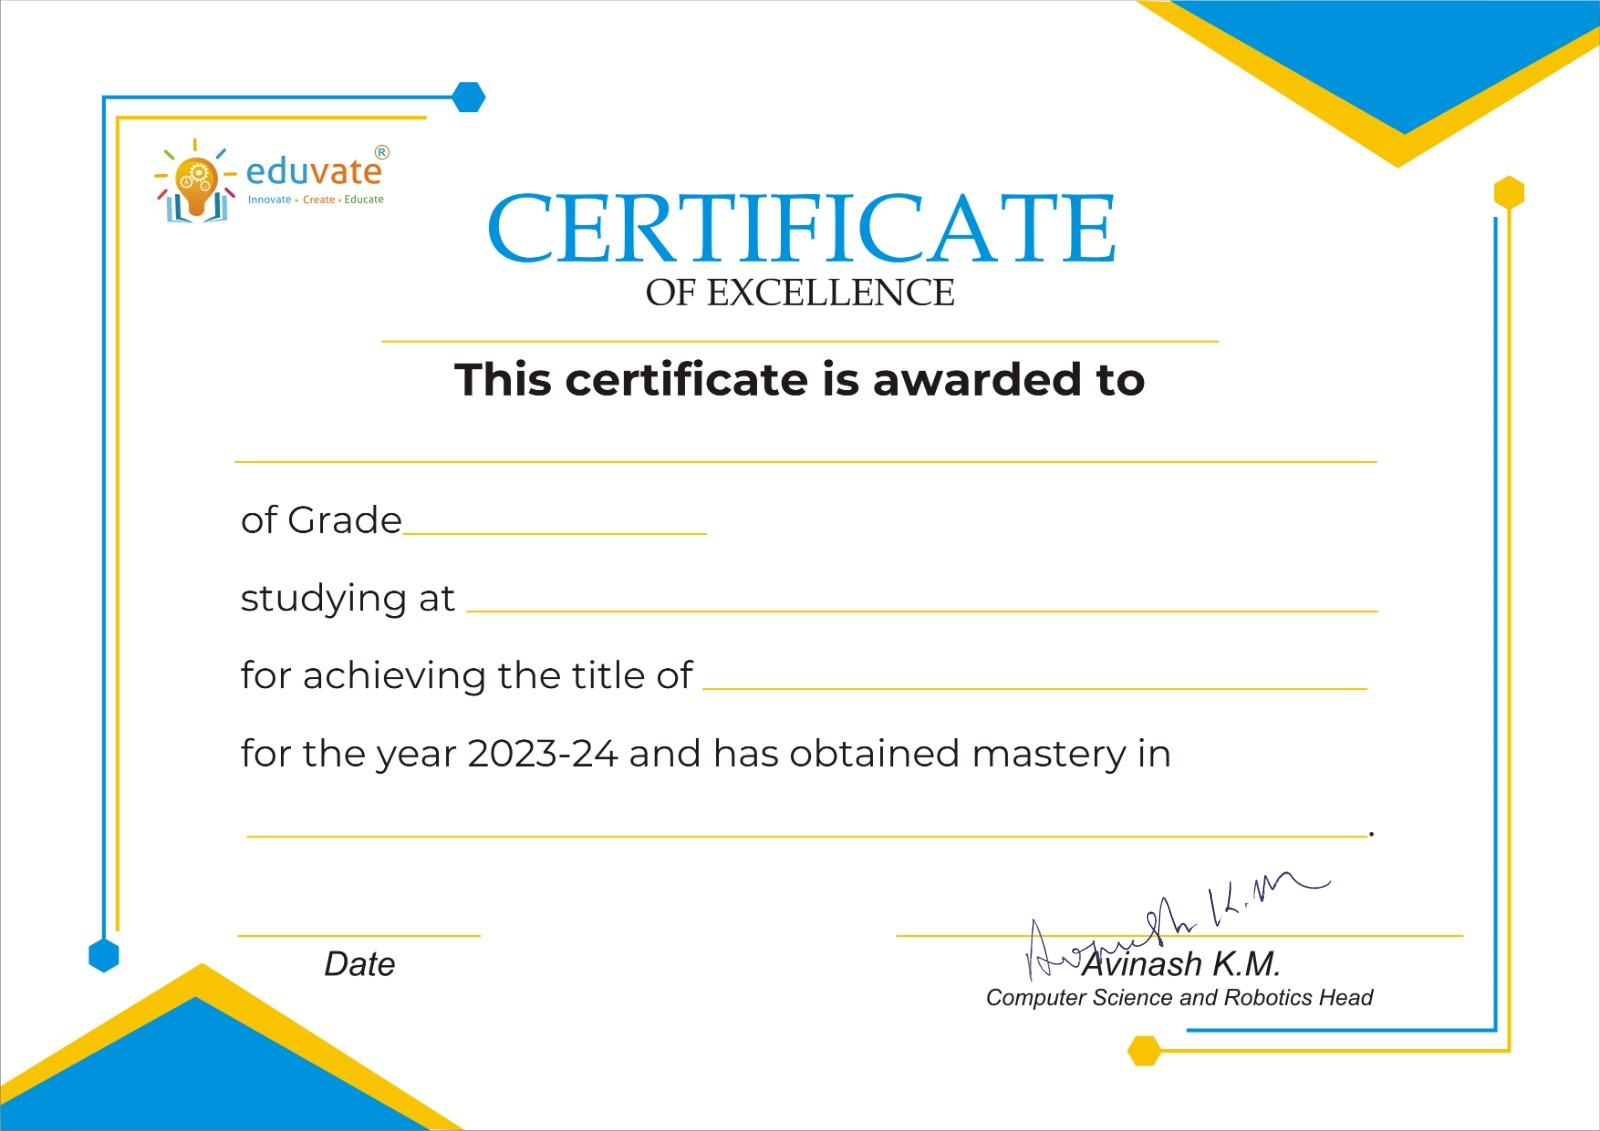 eduvate®
Innovate • Create • Educate
CERTIFICATE
OF EXCELLENCE
This certificate is awarded to
of Grade
studying at
for achieving the title of
for the year 2023-24 and has obtained mastery in
.
Avinash K.M
Date
Avinash K.M.
Computer Science and Robotics Head